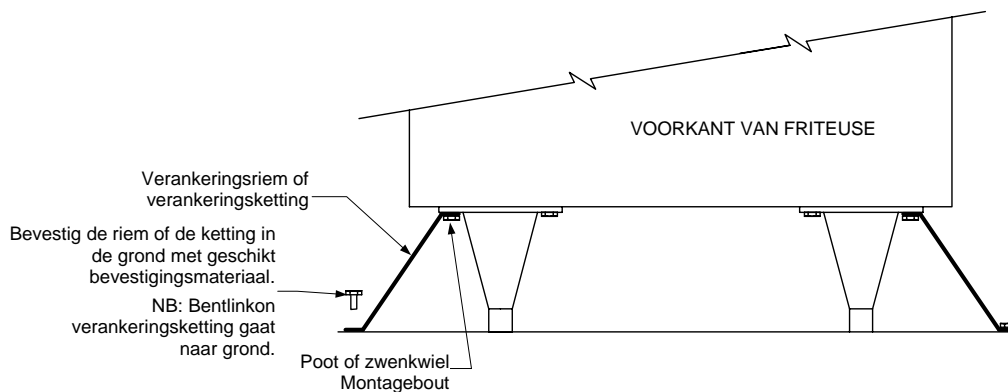 VOORKANT VAN FRITEUSE
Verankeringsriem of
verankeringsketting
Bevestig de riem of de ketting in
de grond met geschikt
bevestigingsmateriaal.
NB: Bentlinkon
verankeringsketting gaat
naar grond.
Poot of zwenkwiel
Montagebout